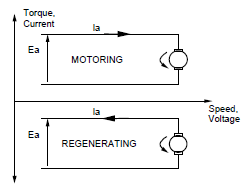 Torque,
Current
Ia
Ea
MOTORING
Speed,
Voltage
Ia
Ea
REGENERATING